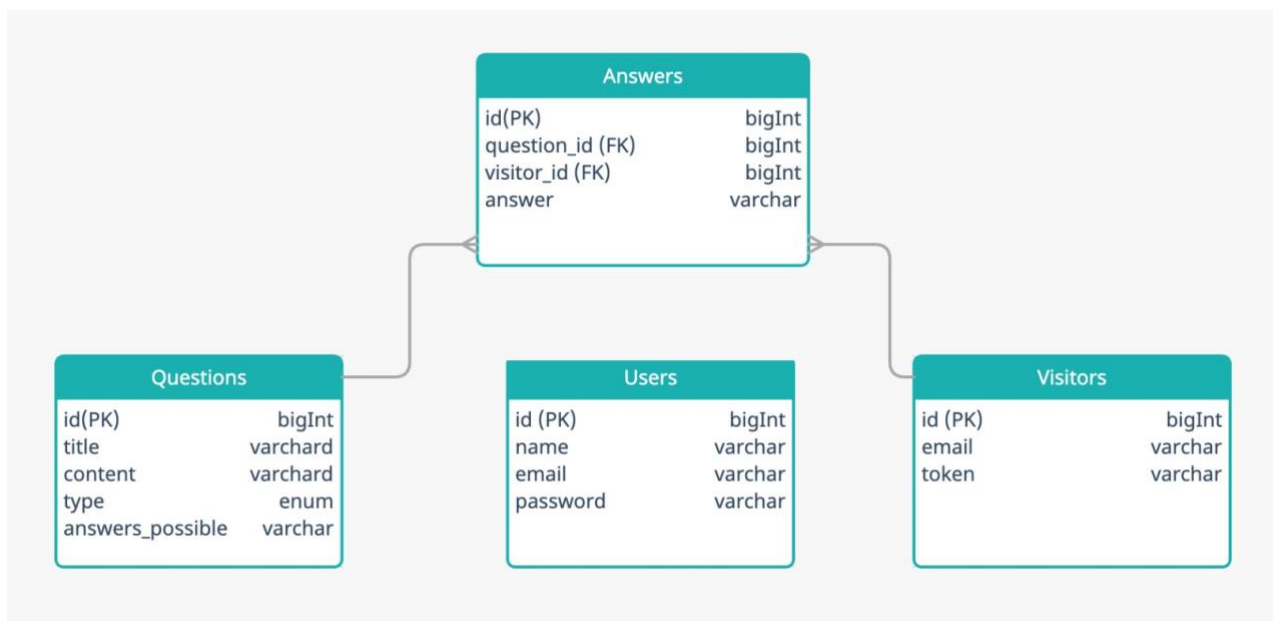 Answers
id(PK) bigInt
question_id (FK) bigInt
visitor_id (FK) bigInt
answer varchar
Questions
id(PK) bigInt
title varchard
content varchard
type enum
answers_possible varchar
Users
id (PK) bigInt
name varchar
email varchar
password varchar
Visitors
id (PK) bigInt
email varchar
token varchar